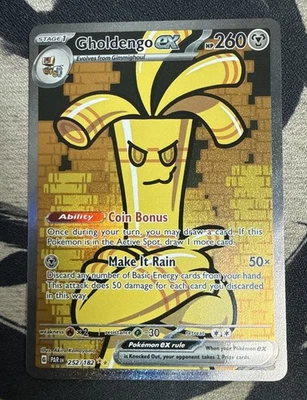 STAGE 1
Gholdengo ex
HP 260
Evolves from Gimmighoul
Ability Coin Bonus
Once during your turn, you may draw a card. If this
Pokémon is in the Active Spot, draw 1 more card.
Make It Rain 50×
Discard any number of Basic Energy cards from your hand.
This attack does 50 damage for each card you discarded
in this way.
weakness ×2 resistance -30 retreat
Pokémon ex rule
When your Pokémon ex
is Knocked Out, your opponent takes 2 Prize cards.
PAR EN 252/182